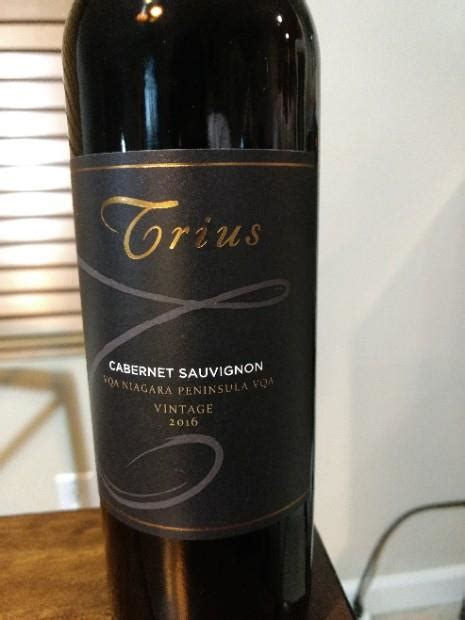 Trius
CABERNET SAUVIGNON
VQA NIAGARA PENINSULA VQA
VINTAGE
2016